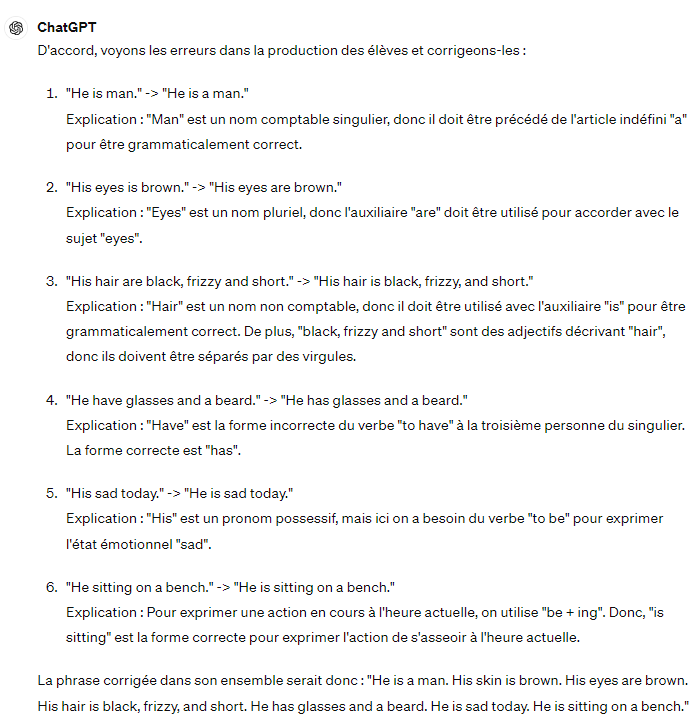 ChatGPT
D'accord, voyons les erreurs dans la production des élèves et corrigeons-les :
1. "He is man." -> "He is a man."
Explication : "Man" est un nom comptable singulier, donc il doit être précédé de l'article indéfini "a"
pour être grammaticalement correct.
2. "His eyes is brown." -> "His eyes are brown."
Explication : "Eyes" est un nom pluriel, donc l'auxiliaire "are" doit être utilisé pour accorder avec le
sujet "eyes".
3. "His hair are black, frizzy and short." -> "His hair is black, frizzy, and short."
Explication : "Hair" est un nom non comptable, donc il doit être utilisé avec l'auxiliaire "is" pour être
grammaticalement correct. De plus, "black, frizzy and short" sont des adjectifs décrivant "hair",
donc ils doivent être séparés par des virgules.
4. "He have glasses and a beard." -> "He has glasses and a beard."
Explication : "Have" est la forme incorrecte du verbe "to have" à la troisième personne du singulier.
La forme correcte est "has".
5. "His sad today." -> "He is sad today."
Explication : "His" est un pronom possessif, mais ici on a besoin du verbe "to be" pour exprimer
l'état émotionnel "sad".
6. "He sitting on a bench." -> "He is sitting on a bench."
Explication : Pour exprimer une action en cours à l'heure actuelle, on utilise "be + ing". Donc, "is
sitting" est la forme correcte pour exprimer l'action de s'asseoir à l'heure actuelle.
La phrase corrigée dans son ensemble serait donc : "He is a man. His skin is brown. His eyes are brown.
His hair is black, frizzy, and short. He has glasses and a beard. He is sad today. He is sitting on a bench."